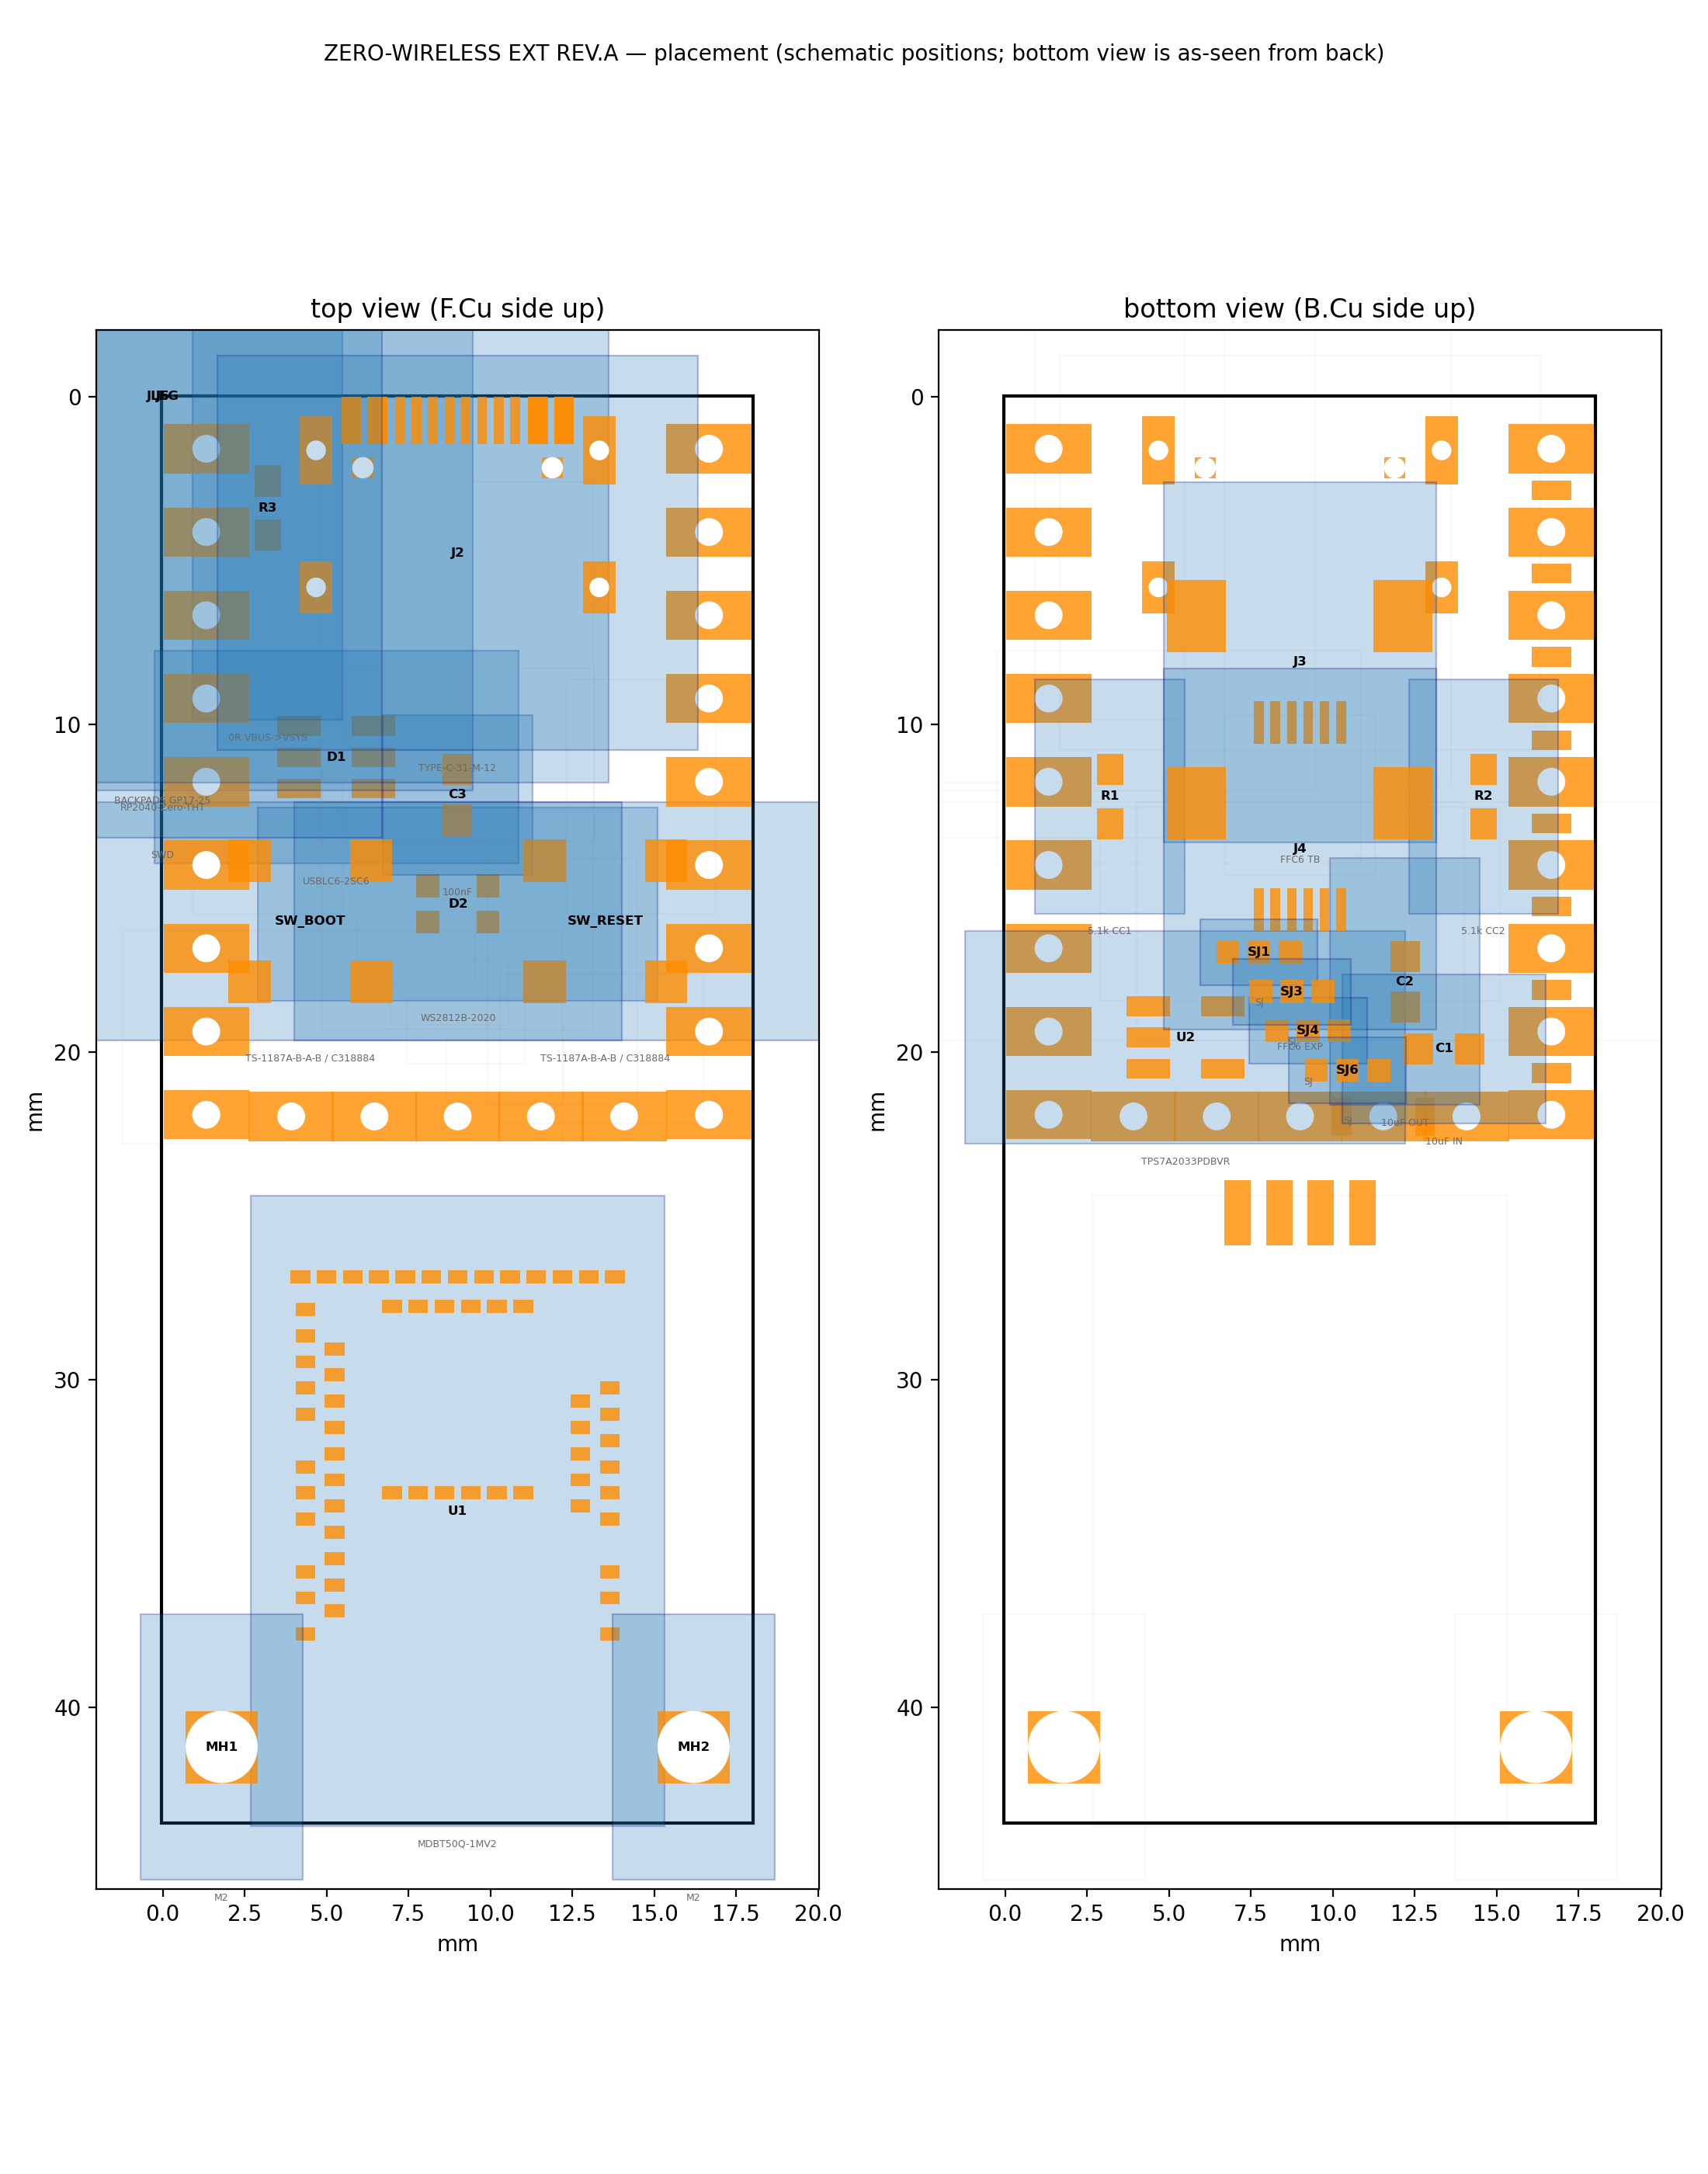 ZERO-WIRELESS EXT REV.A — placement (schematic positions; bottom view is as-seen from back)
top view (F.Cu side up)
0
10
20
30
40
mm
R3
J2
0R VBUS->VSYS
D1
TYPE-C-31-M-12
C3
BACKPADS GP17-25
RP2040-Zero-THT
SWD
USBLC6-2SC6
100nF
D2
SW_BOOT
SW_RESET
WS2812B-2020
TS-1187A-B-A-B / C318884
TS-1187A-B-A-B / C318884
U1
MH1
MH2
MDBT50Q-1MV2
M2
M2
0.0 2.5 5.0 7.5 10.0 12.5 15.0 17.5 20.0
mm
bottom view (B.Cu side up)
0
10
20
30
40
mm
J3
R1
R2
J4
FFC6 TB
5.1k CC1
5.1k CC2
SJ1
C2
SJ3
SJ
SJ4
U2
FFC6 EXP
C1
SJ6
SJ
SJ
10uF OUT
10uF IN
TPS7A2033PDBVR
0.0 2.5 5.0 7.5 10.0 12.5 15.0 17.5 20.0
mm